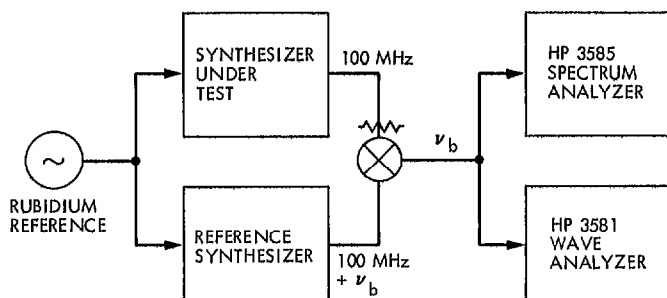 SYNTHESIZER
UNDER
TEST
100 MHz
HP 3585
SPECTRUM
ANALYZER
~
ν b
RUBIDIUM
REFERENCE
REFERENCE
SYNTHESIZER
100 MHz
+ ν b
HP 3581
WAVE
ANALYZER